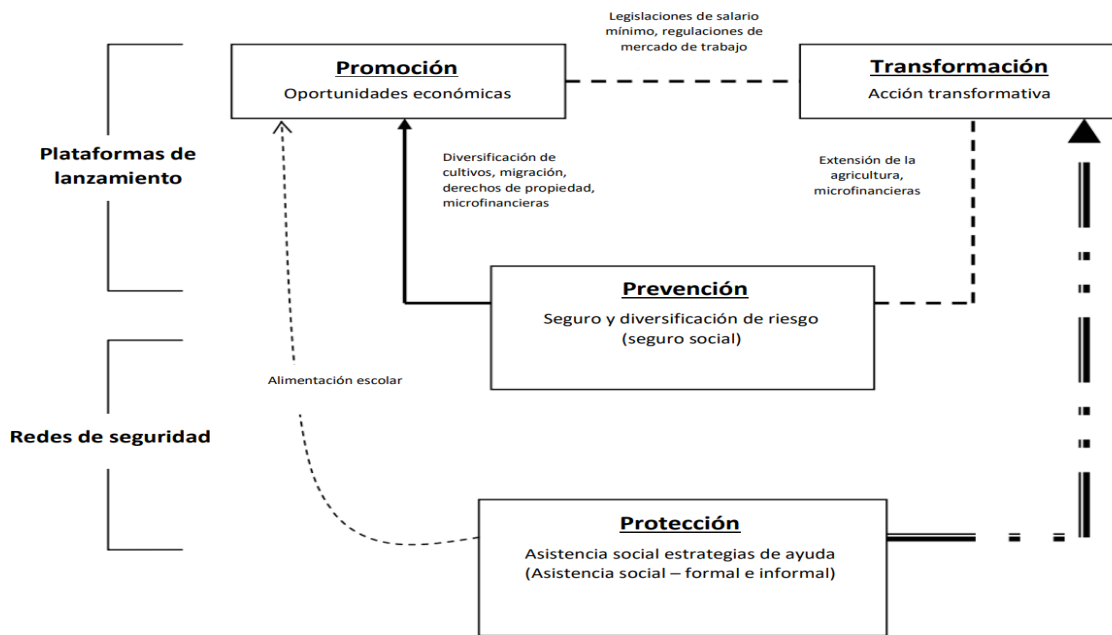 Legislaciones de salario
mínimo, regulaciones de
mercado de trabajo
Promoción
Oportunidades económicas
Transformación
Acción transformativa
Plataformas de
lanzamiento
Diversificación de
cultivos, migración,
derechos de propiedad,
microfinancieras
Extensión de la
agricultura,
microfinancieras
Prevención
Seguro y diversificación de riesgo
(seguro social)
Alimentación escolar
Redes de seguridad
Protección
Asistencia social estrategias de ayuda
(Asistencia social – formal e informal)